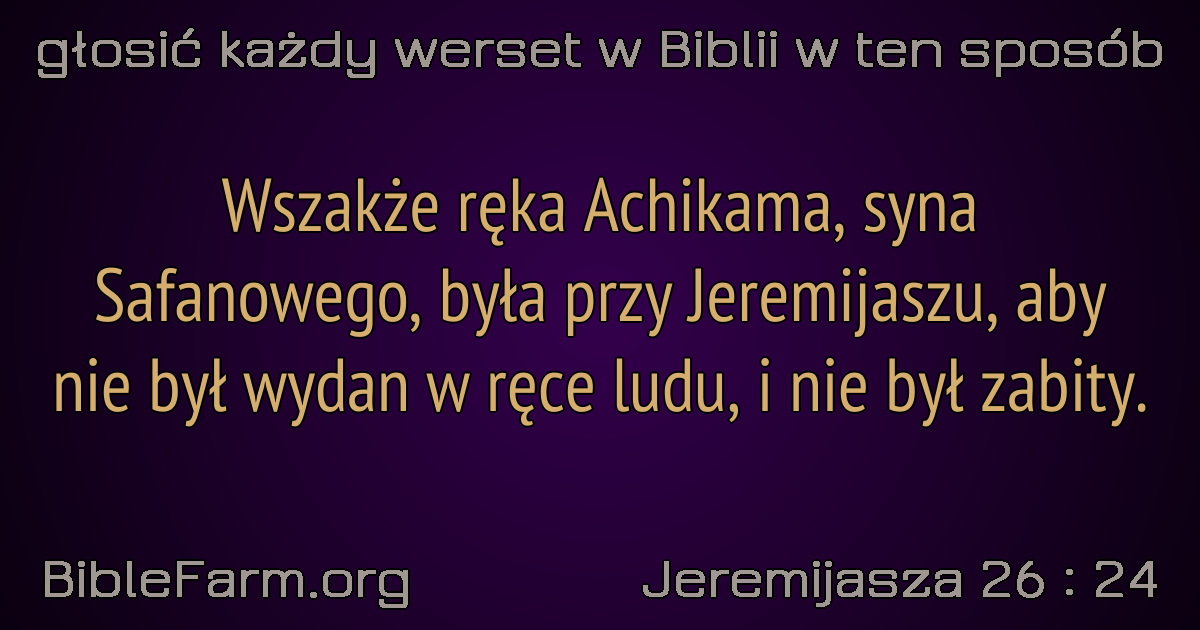 głosić każdy werset w Biblii w ten sposób
Wszakże ręka Achikama, syna
Safanowego, była przy Jeremijaszu, aby
nie był wydan w ręce ludu, i nie był zabity.
BibleFarm.org
Jeremijasza 26 : 24